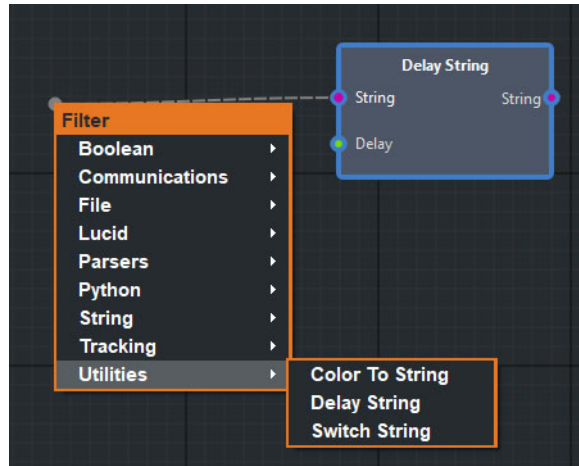 Delay String
String
String
Delay
Filter
Boolean
Communications
File
Lucid
Parsers
Python
String
Tracking
Utilities
Color To String
Delay String
Switch String